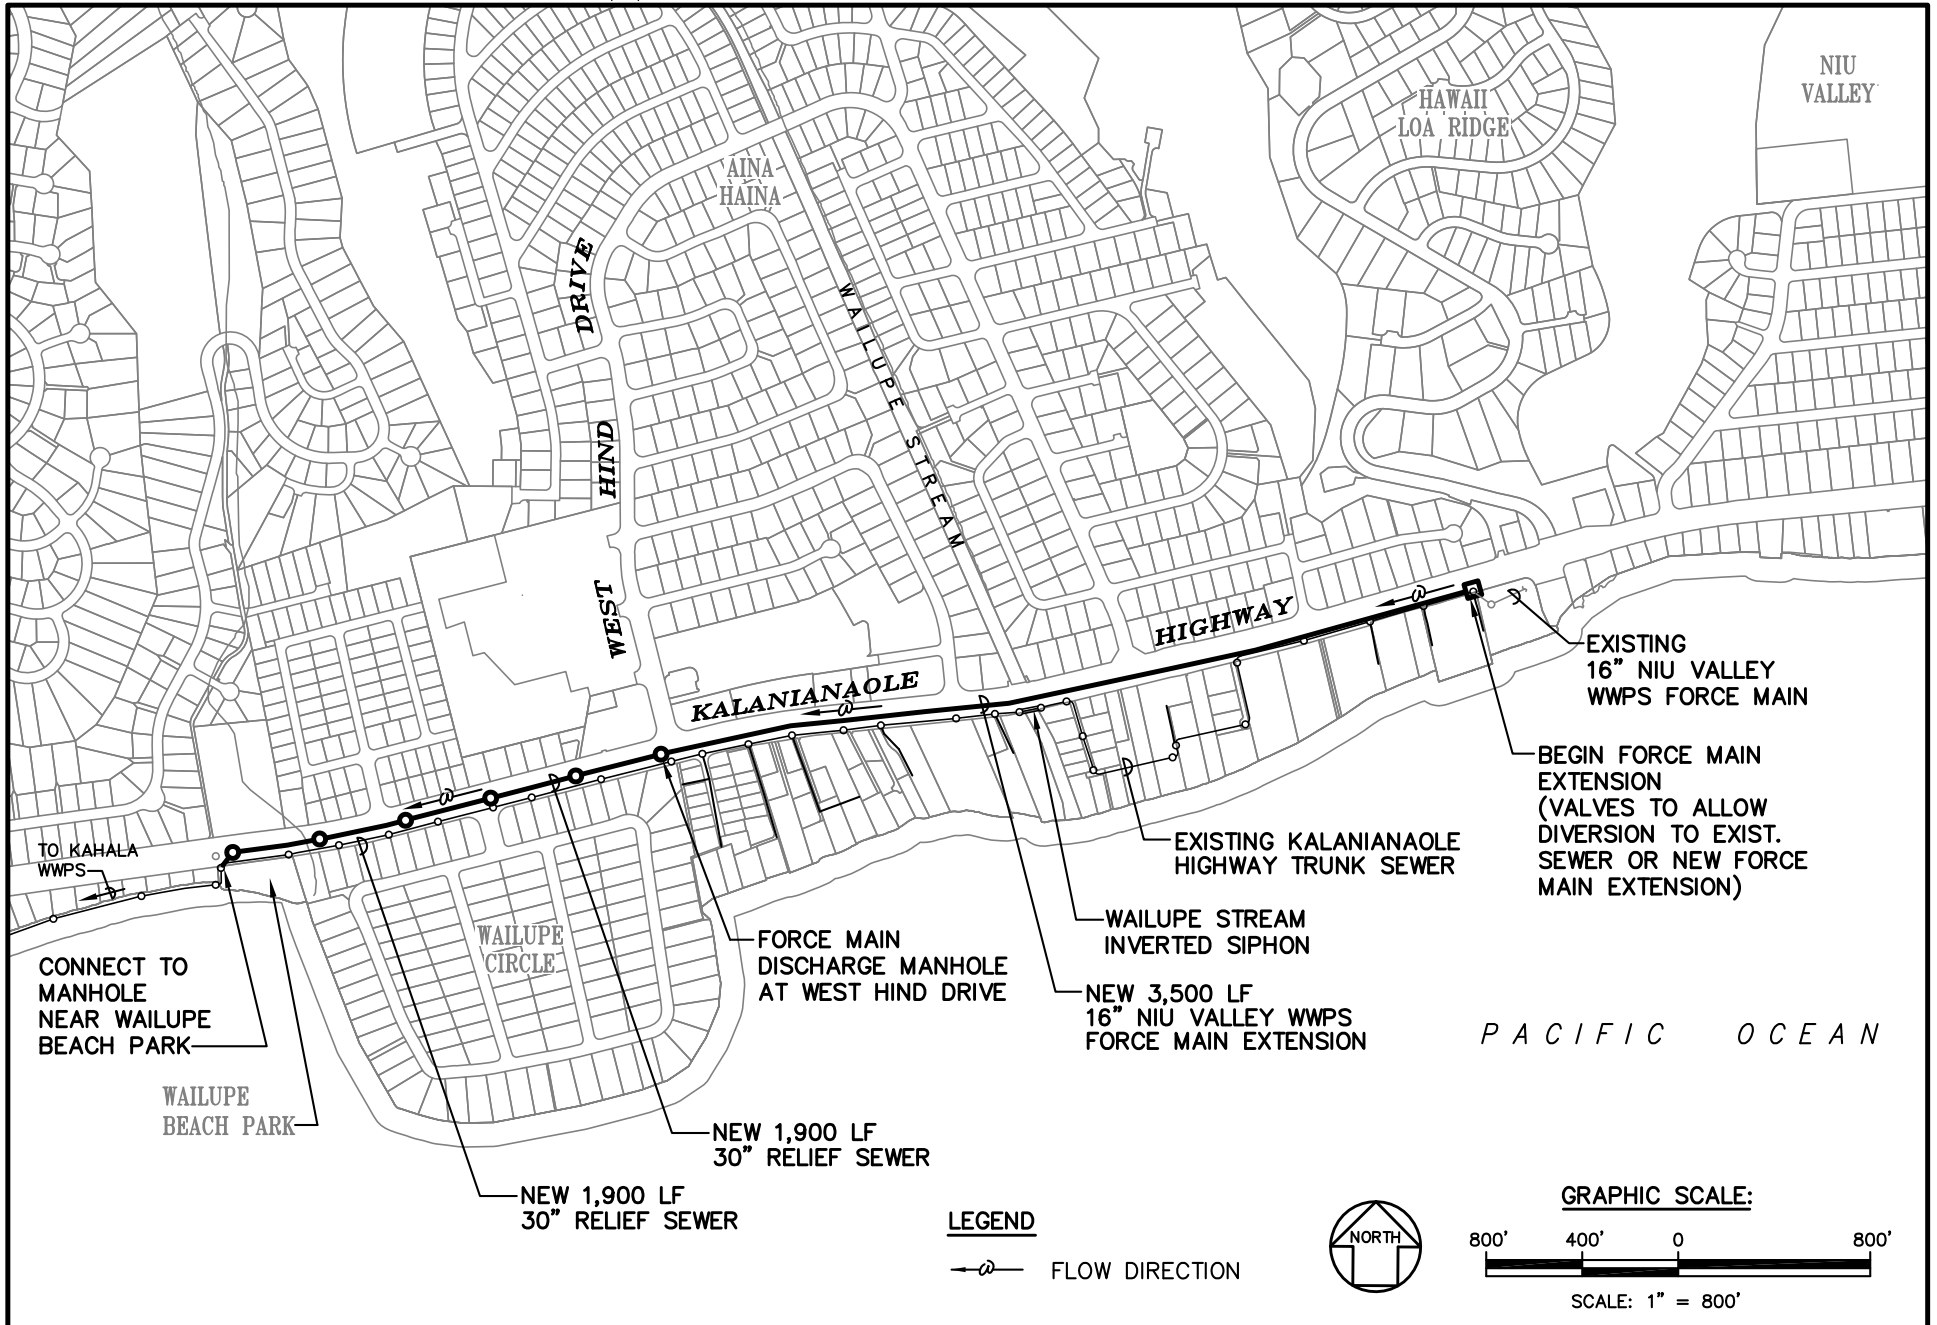 NIU
VALLEY
HAWAII
LOA RIDGE
AINA
HAINA
WEST HIND DRIVE
WAILUPE STREAM
KALANIANAOLE HIGHWAY
EXISTING
16" NIU VALLEY
WWPS FORCE MAIN
BEGIN FORCE MAIN
EXTENSION
(VALVES TO ALLOW
DIVERSION TO EXIST.
SEWER OR NEW FORCE
MAIN EXTENSION)
EXISTING KALANIANAOLE
HIGHWAY TRUNK SEWER
WAILUPE STREAM
INVERTED SIPHON
NEW 3,500 LF
16" NIU VALLEY WWPS
FORCE MAIN EXTENSION
FORCE MAIN
DISCHARGE MANHOLE
AT WEST HIND DRIVE
TO KAHALA
WWPS
WAILUPE
CIRCLE
CONNECT TO
MANHOLE
NEAR WAILUPE
BEACH PARK
WAILUPE
BEACH PARK
PACIFIC OCEAN
NEW 1,900 LF
30" RELIEF SEWER
NEW 1,900 LF
30" RELIEF SEWER
LEGEND
FLOW DIRECTION
NORTH
GRAPHIC SCALE:
800' 400' 0 800'
SCALE: 1" = 800'